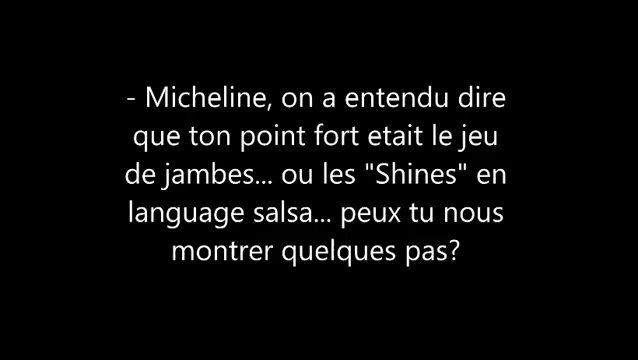 - Micheline, on a entendu dire
que ton point fort etait le jeu
de jambes... ou les "Shines" en
language salsa... peux tu nous
montrer quelques pas?